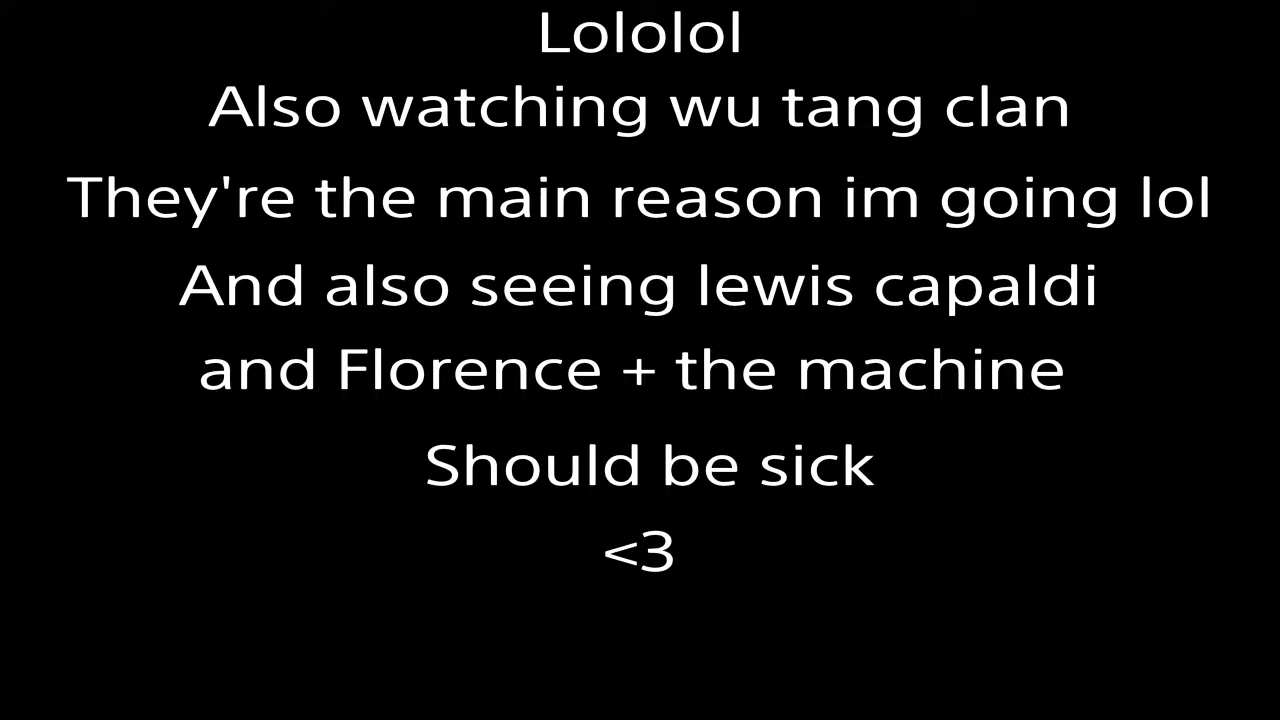 Lololol
Also watching wu tang clan
They're the main reason im going lol
And also seeing lewis capaldi
and Florence + the machine
Should be sick
<3